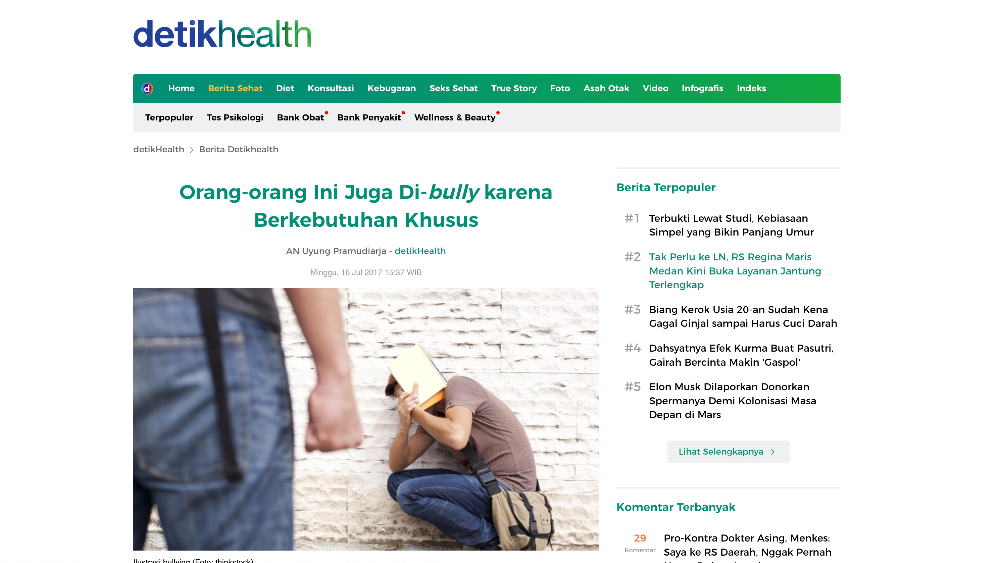 detikhealth
d Home Berita Sehat Diet Konsultasi Kebugaran Seks Sehat True Story Foto Asah Otak Video Infografis Indeks
Terpopuler Tes Psikologi Bank Obat Bank Penyakit Wellness & Beauty
detikHealth > Berita Detikhealth
Orang-orang Ini Juga Di-bully karena
Berkebutuhan Khusus
AN Uyung Pramudiarja - detikHealth
Minggu, 16 Jul 2017 15:37 WIB
Ilustrasi bullying (Foto: thinkstock)
Berita Terpopuler
#1 Terbukti Lewat Studi, Kebiasaan
Simpel yang Bikin Panjang Umur
#2 Tak Perlu ke LN, RS Regina Maris
Medan Kini Buka Layanan Jantung
Terlengkap
#3 Biang Kerok Usia 20-an Sudah Kena
Gagal Ginjal sampai Harus Cuci Darah
#4 Dahsyatnya Efek Kurma Buat Pasutri,
Gairah Bercinta Makin 'Gaspol'
#5 Elon Musk Dilaporkan Donorkan
Spermanya Demi Kolonisasi Masa
Depan di Mars
Lihat Selengkapnya →
Komentar Terbanyak
29 Pro-Kontra Dokter Asing, Menkes:
Komentar Saya ke RS Daerah, Nggak Pernah